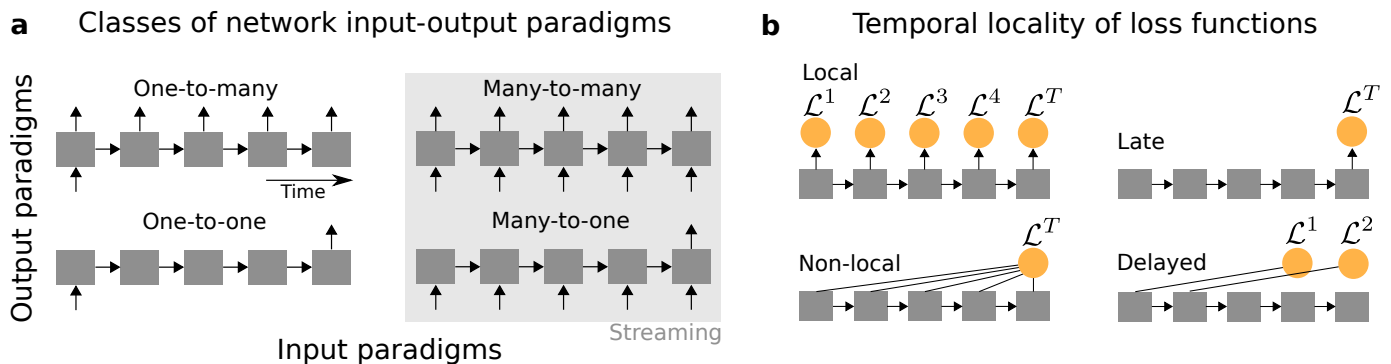 a Classes of network input-output paradigms
Output paradigms
One-to-many
Many-to-many
Time
One-to-one
Many-to-one
Streaming
Input paradigms
b Temporal locality of loss functions
Local
ℒ¹ ℒ² ℒ³ ℒ⁴ ℒᵀ
Late
ℒᵀ
Non-local
ℒᵀ
Delayed
ℒ¹ ℒ²